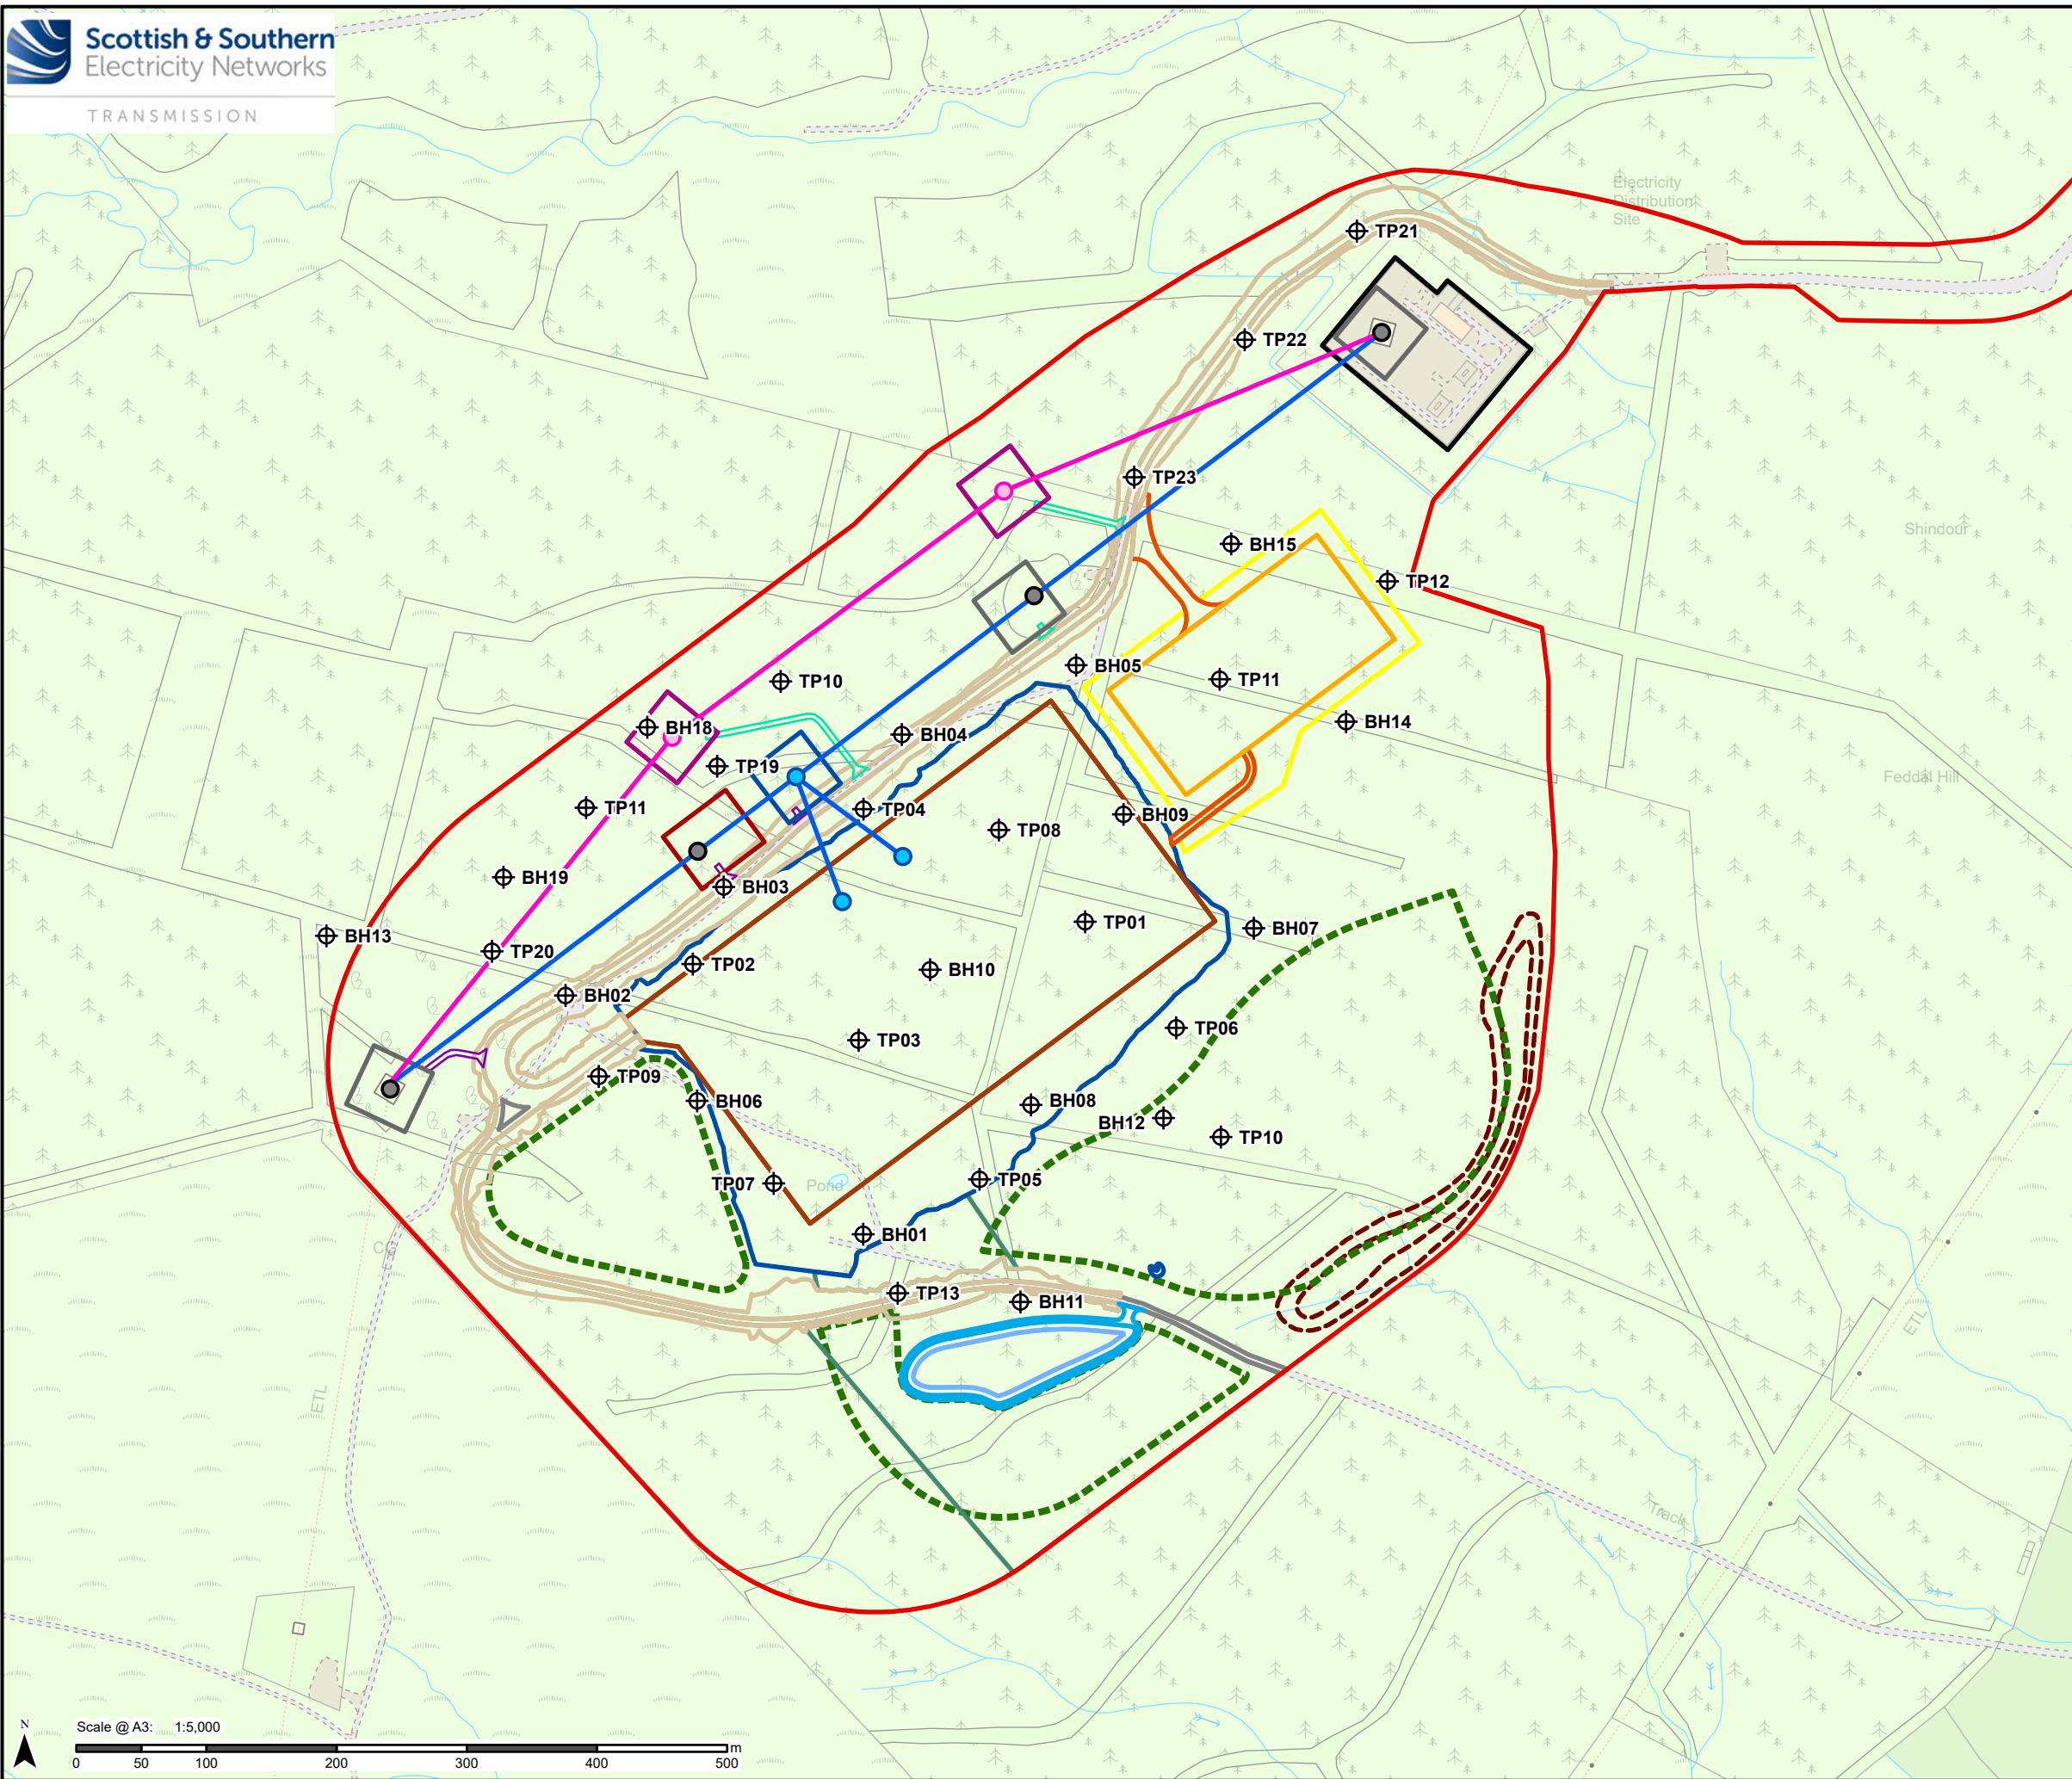 Scottish & Southern
Electricity Networks
TRANSMISSION
Electricity
Distribution
Site
TP21
TP22
TP23
BH15
TP12
Shindour
BH05
TP11
TP10
BH14
BH18
BH04
TP19
Feddal Hill
TP11
TP04
BH09
TP08
BH19
BH03
TP01
BH07
BH13
TP20
TP02
BH10
BH02
TP06
TP03
TP09
BH06
BH08
BH12
TP10
TP07
Pond
TP05
BH01
CG
TP13
BH11
ETL
ETL
Track
N
Scale @ A3: 1:5,000
0 50 100 200 300 400 500 m